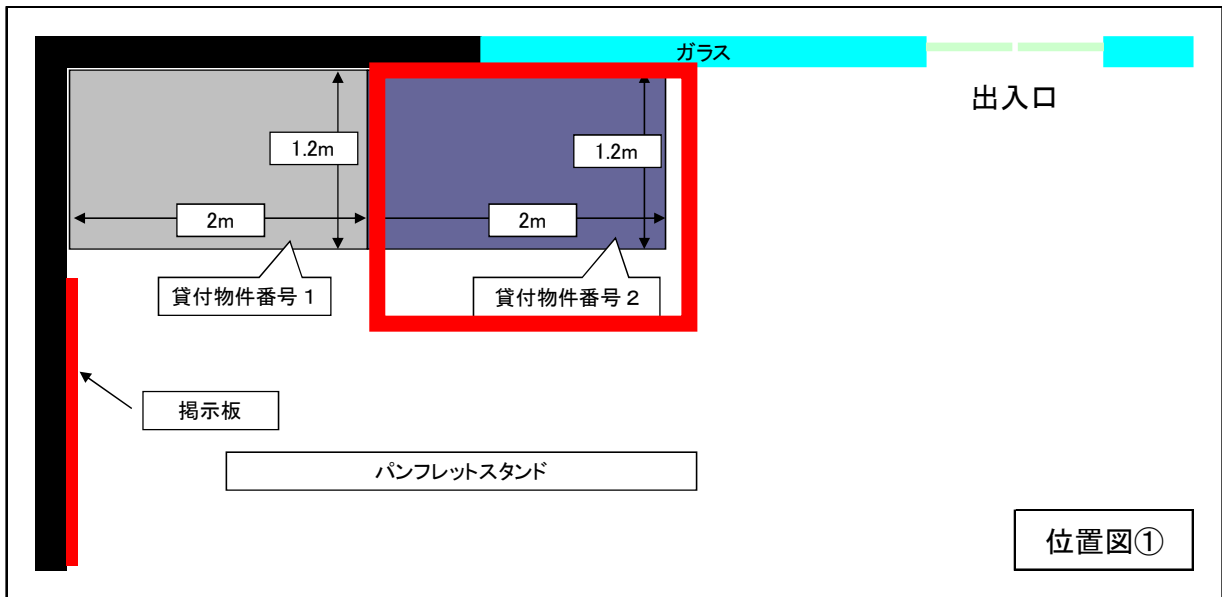 ガラス
出入口
1.2m
1.2m
2m
2m
貸付物件番号1
貸付物件番号2
掲示板
パンフレットスタンド
位置図①